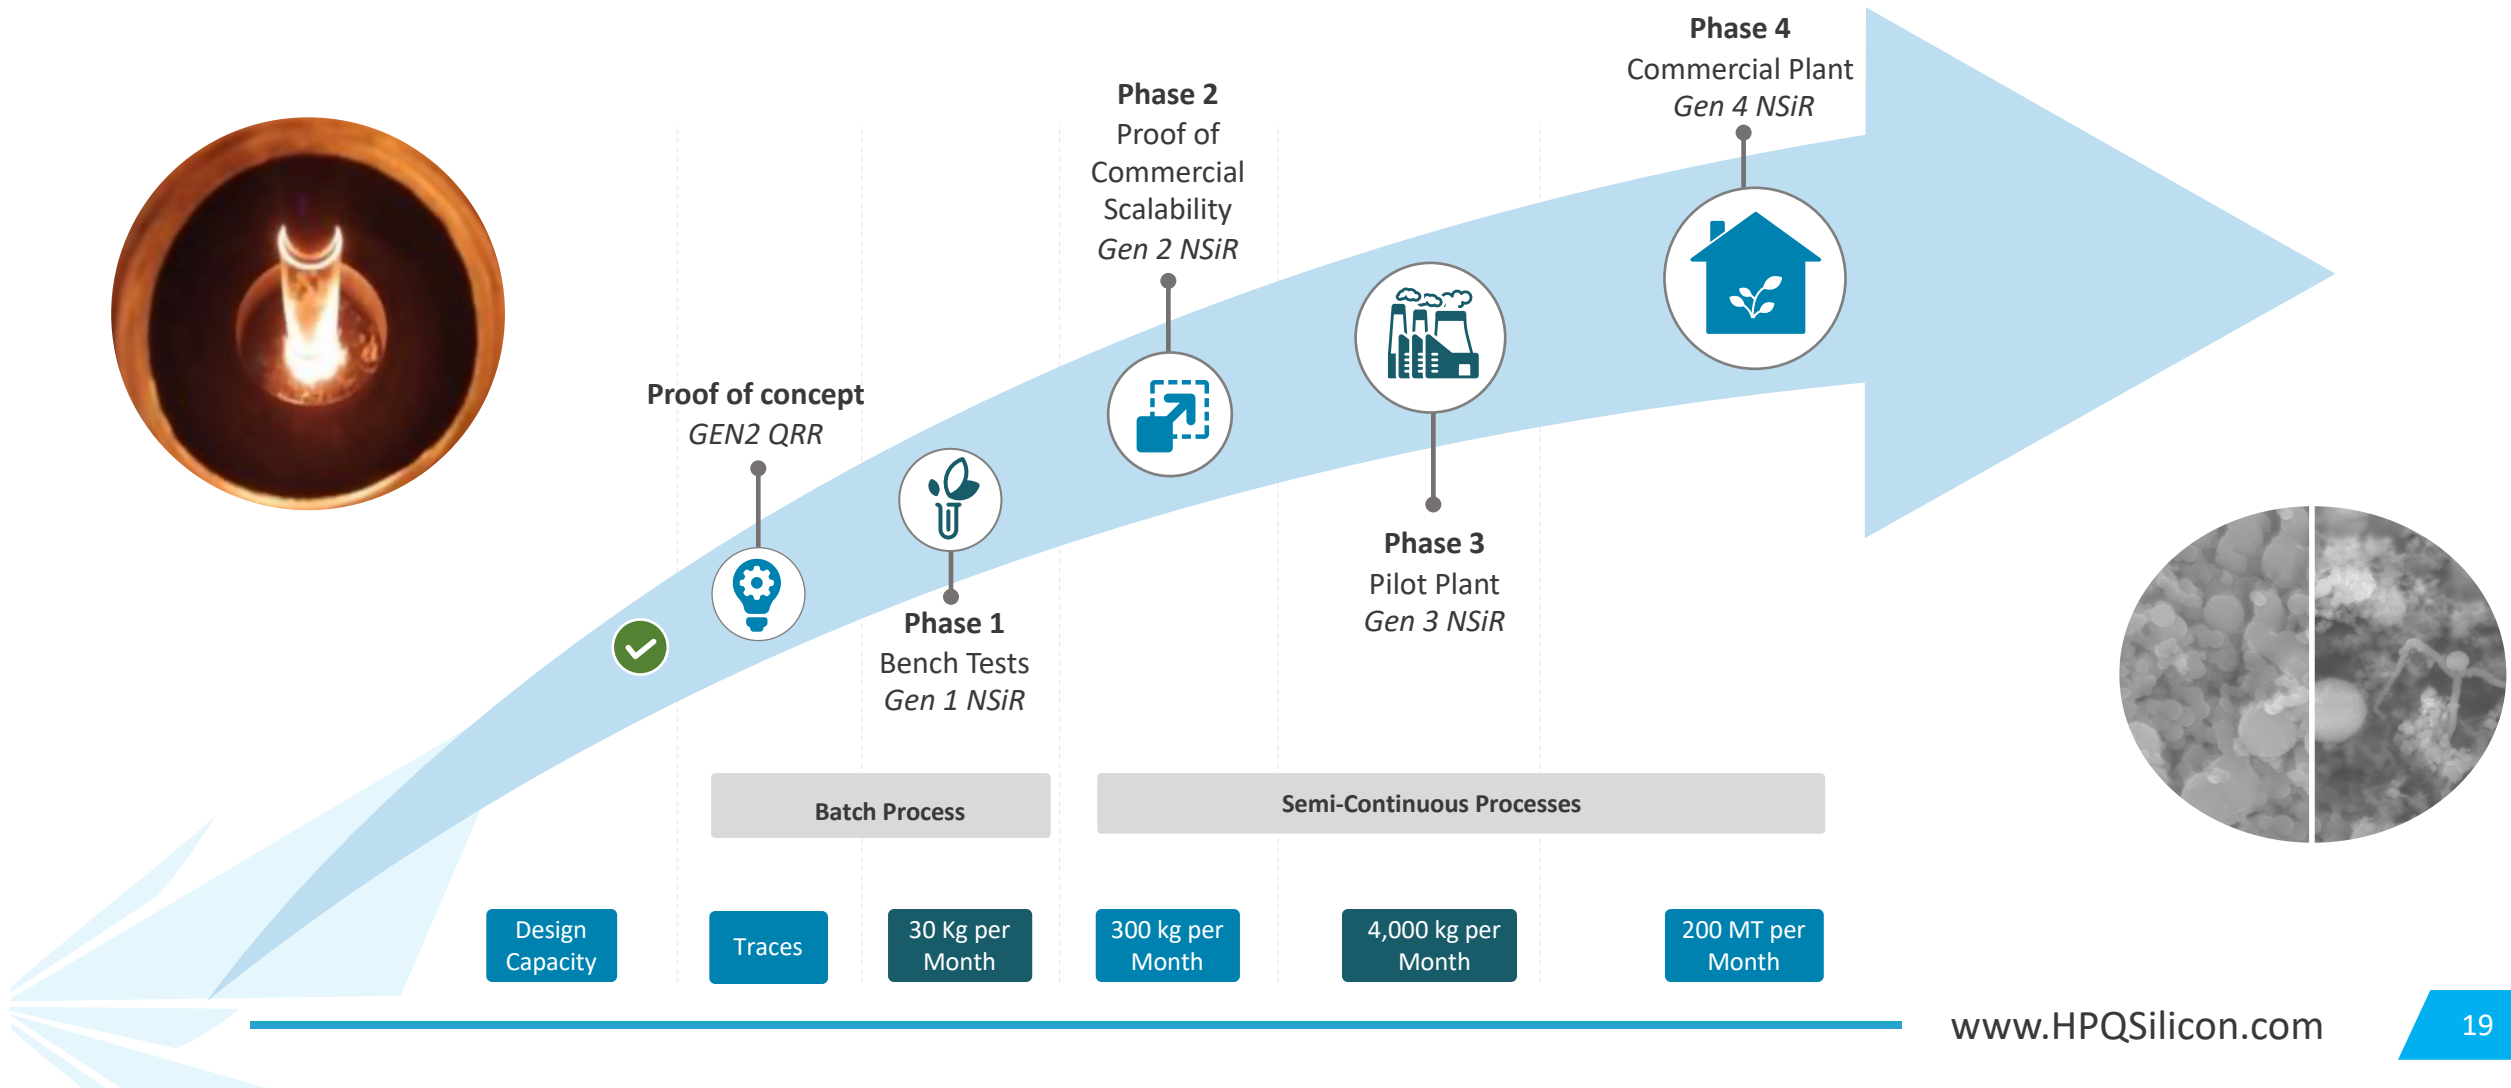 Phase 4
Commercial Plant
Gen 4 NSiR
Phase 2
Proof of
Commercial
Scalability
Gen 2 NSiR
Proof of concept
GEN2 QRR
Phase 3
Pilot Plant
Gen 3 NSiR
Phase 1
Bench Tests
Gen 1 NSiR
Batch Process
Semi-Continuous Processes
Design
Capacity
Traces
30 Kg per
Month
300 kg per
Month
4,000 kg per
Month
200 MT per
Month
www.HPQSilicon.com
19